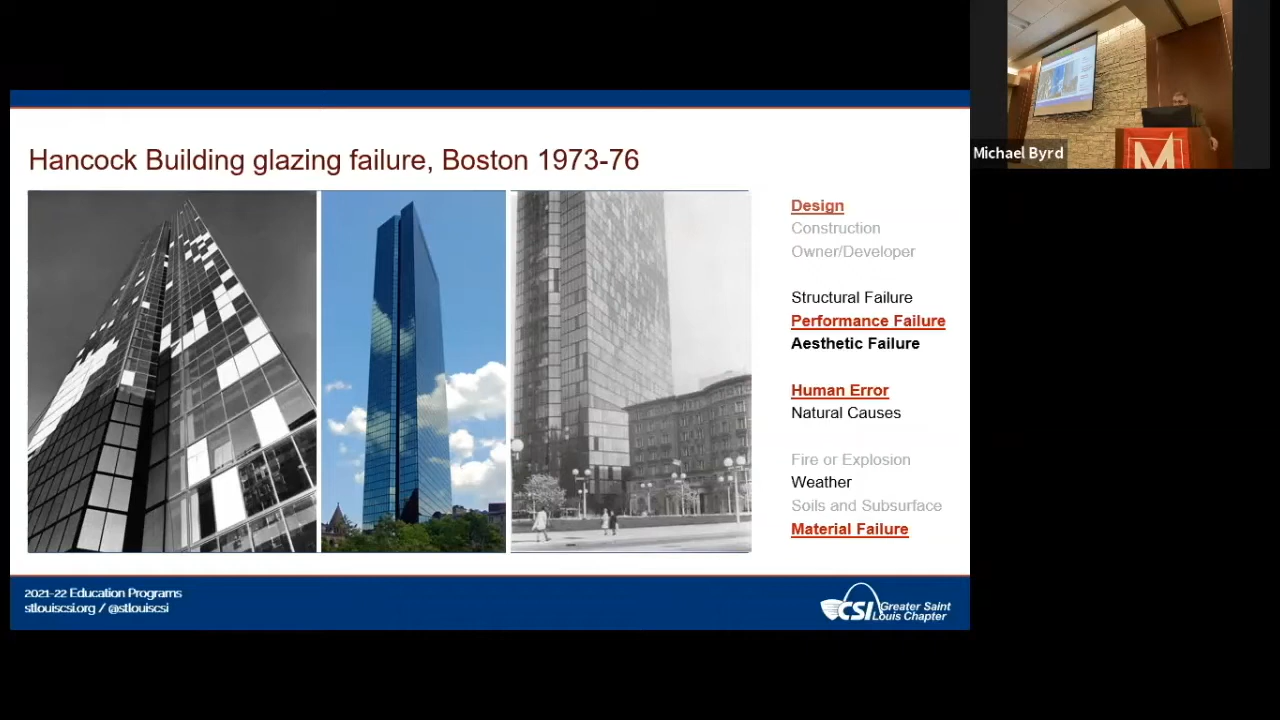 Michael Byrd
Hancock Building glazing failure, Boston 1973-76
Design
Construction
Owner/Developer
Structural Failure
Performance Failure
Aesthetic Failure
Human Error
Natural Causes
Fire or Explosion
Weather
Soils and Subsurface
Material Failure
2021-22 Education Programs
stlouiscsi.org / @stlouiscsi
CSI Greater Saint
Louis Chapter